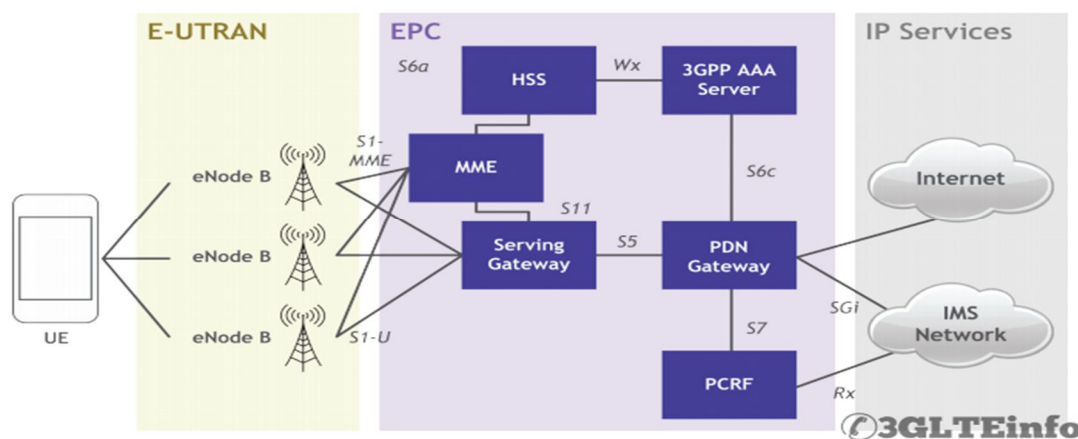 E-UTRAN
EPC
IP Services
S6a
HSS
Wx
3GPP AAA
Server
S1-
MME
MME
S6c
eNode B
Internet
S11
eNode B
Serving
Gateway
S5
PDN
Gateway
SGi
IMS
Network
UE
eNode B
S1-U
S7
PCRF
Rx
3GLTEinfo